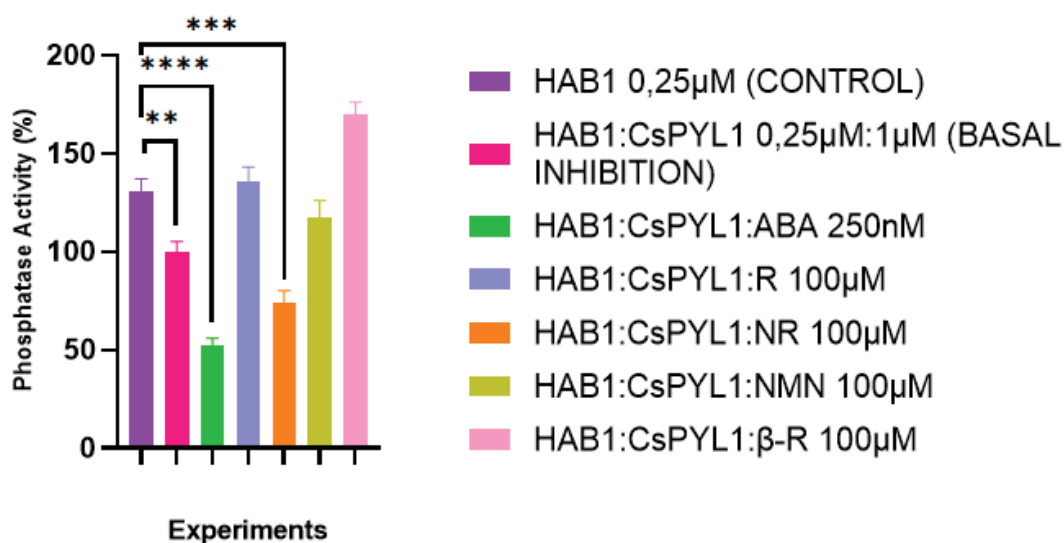 ***
****
**
200
150
100
50
0
Phosphatase Activity (%)
Experiments
HAB1 0,25µM (CONTROL)
HAB1:CsPYL1 0,25µM:1µM (BASAL
INHIBITION)
HAB1:CsPYL1:ABA 250nM
HAB1:CsPYL1:R 100µM
HAB1:CsPYL1:NR 100µM
HAB1:CsPYL1:NMN 100µM
HAB1:CsPYL1:β-R 100µM